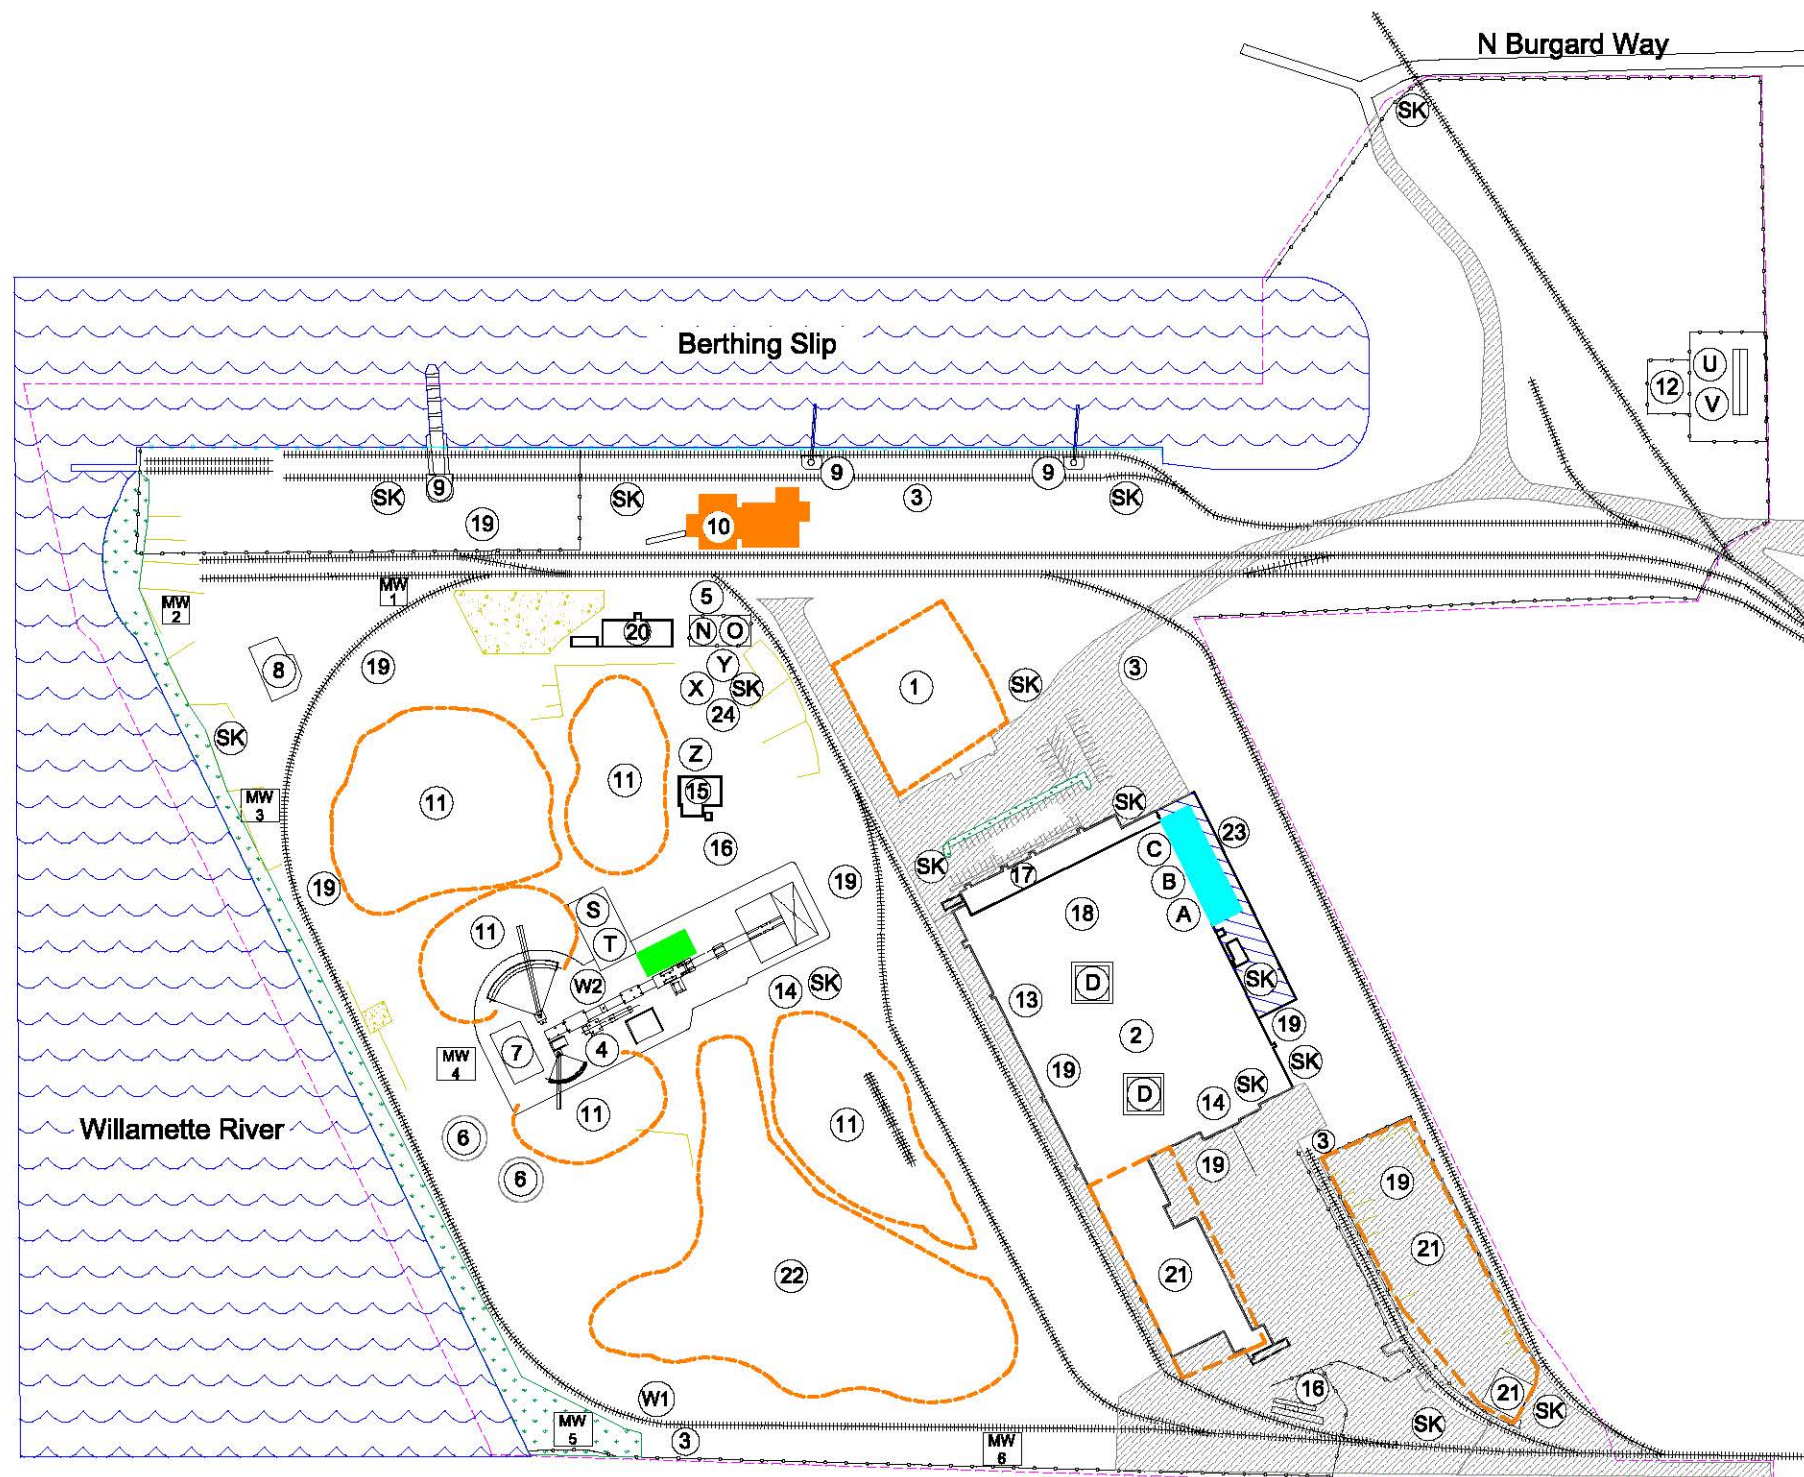 N Burgard Way
SK
Berthing Slip
U
12
V
9
9
9
SK
SK
3
SK
19
10
MW
1
MW
2
5
20
N
O
8
19
Y
3
X
SK
1
SK
24
SK
Z
11
15
MW
3
11
SK
23
16
C
SK
17
B
19
19
S
18
A
11
T
W2
14
SK
D
SK
13
19
2
7
4
MW
4
SK
19
SK
D
14
11
11
Willamette River
6
3
19
6
19
22
21
21
W1
16
21
SK
SK
MW
5
3
MW
6